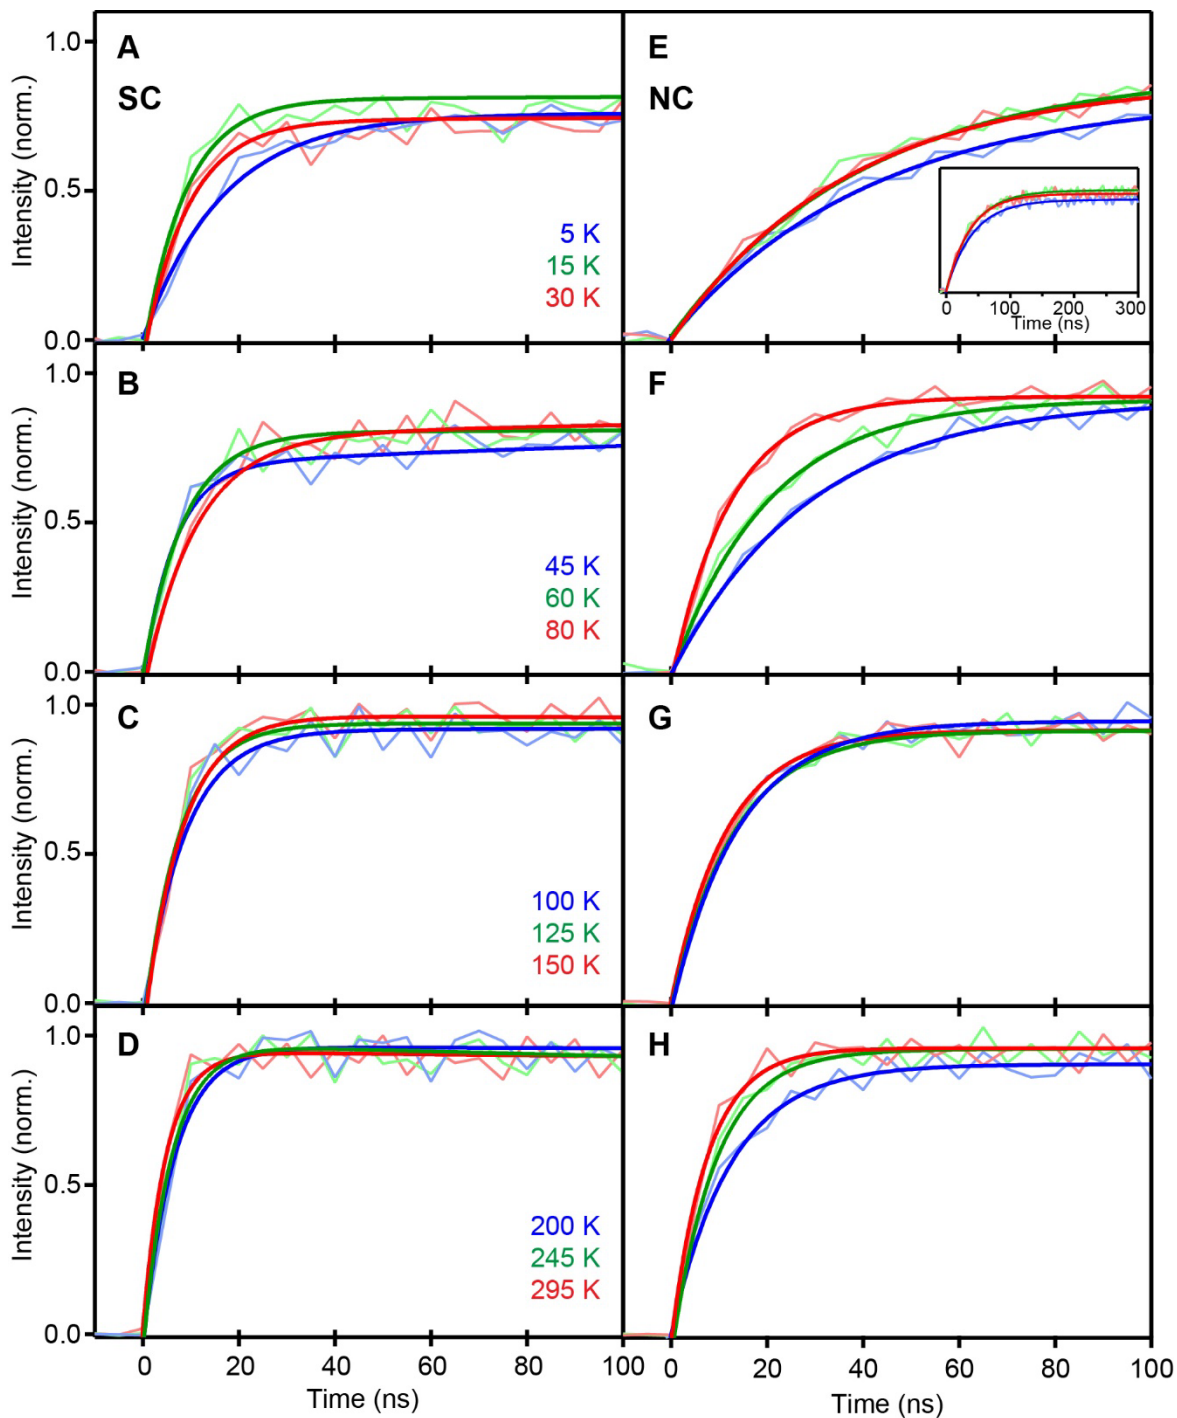 A
SC
1.0
0.5
0.0
Intensity (norm.)
5 K
15 K
30 K
E
NC
0
100
200
300
Time (ns)
B
1.0
0.5
0.0
Intensity (norm.)
45 K
60 K
80 K
F
C
1.0
0.5
0.0
Intensity (norm.)
100 K
125 K
150 K
G
D
1.0
0.5
0.0
Intensity (norm.)
200 K
245 K
295 K
H
0 20 40 60 80 100
Time (ns)
0 20 40 60 80 100
Time (ns)